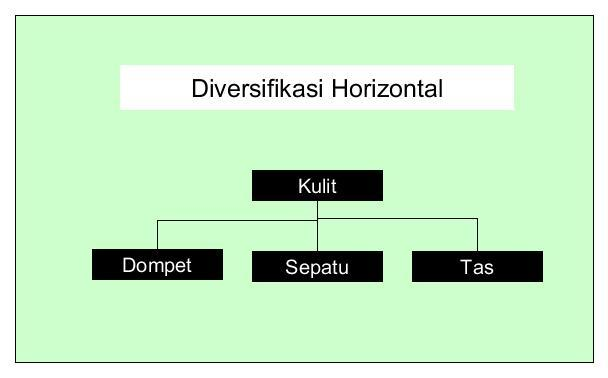 Diversifikasi Horizontal
Kulit
Dompet
Sepatu
Tas